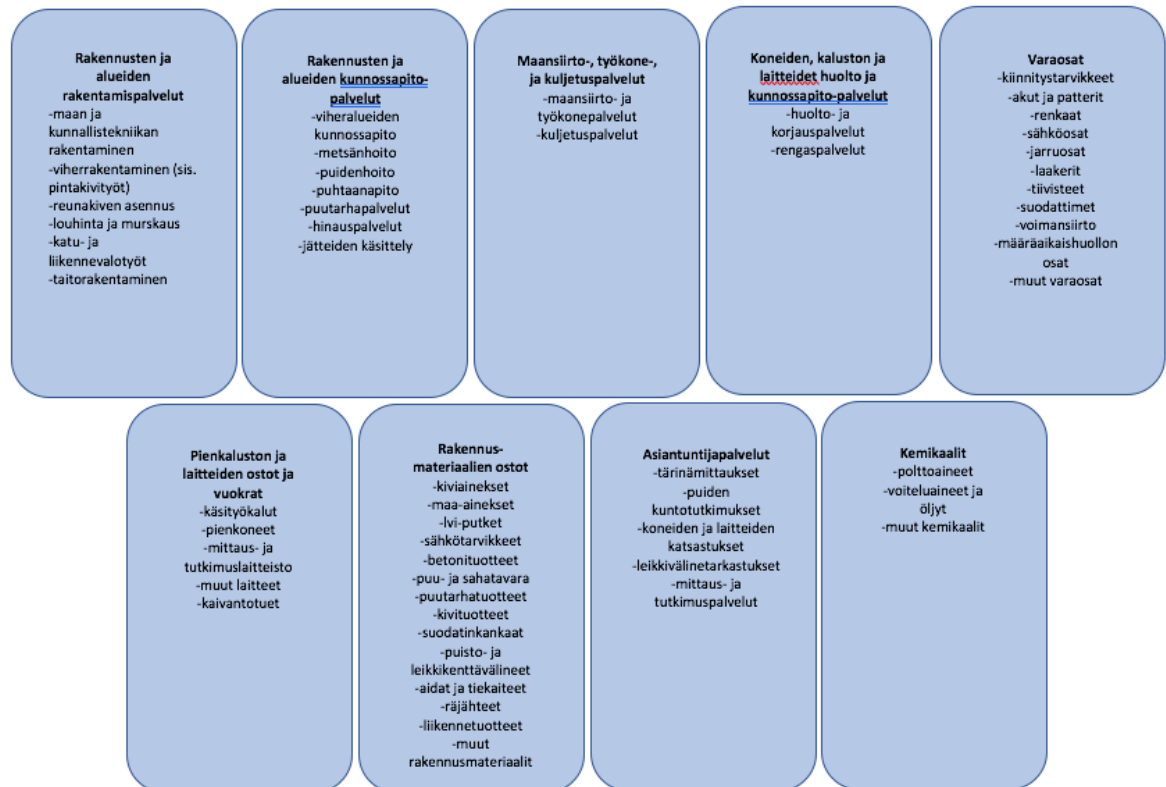 Rakennusten ja
alueiden
rakentamispalvelut
-maan ja
kunnallistekniikan
rakentaminen
-viherrakentaminen (sis.
pintakivityöt)
-reunakiven asennus
-louhinta ja murskaus
-katu- ja
liikennevalotyöt
-taitorakentaminen
Rakennusten ja
alueiden kunnossapito-
palvelut
-viheralueiden
kunnossapito
-metsänhoito
-puidenhoito
-puhtaanapito
-puutarhapalvelut
-hinauspalvelut
-jätteiden käsittely
Maansiirto-, työkone-,
ja kuljetuspalvelut
-maansiirto- ja
työkonepalvelut
-kuljetuspalvelut
Koneiden, kaluston ja
laitteidet huolto ja
kunnossapito-palvelut
-huolto- ja
korjauspalvelut
-rengaspalvelut
Varaosat
-kiinnitystarvikkeet
-akut ja patterit
-renkaat
-sähköosat
-jarruosat
-laakerit
-tiivisteet
-suodattimet
-voimansiirto
-määräaikaishuollon
osat
-muut varaosat
Pienkaluston ja
laitteiden ostot ja
vuokrat
-käsityökalut
-pienkoneet
-mittaus- ja
tutkimuslaitteisto
-muut laitteet
-kaivantotuet
Rakennus-
materiaalien ostot
-kiviainekset
-maa-ainekset
-lvi-putket
-sähkötarvikkeet
-betonituotteet
-puu- ja sahatavara
-puutarhatuotteet
-kivituotteet
-suodatinkankaat
-puisto- ja
leikkikenttävälineet
-aidat ja tiekaiteet
-räjähteet
-liikennetuotteet
-muut
rakennusmateriaalit
Asiantuntijapalvelut
-tärinämittaukset
-puiden
kuntotutkimukset
-koneiden ja laitteiden
katsastukset
-leikkivälinetarkastukset
-mittaus- ja
tutkimuspalvelut
Kemikaalit
-polttoaineet
-voiteluaineet ja
öljyt
-muut kemikaalit